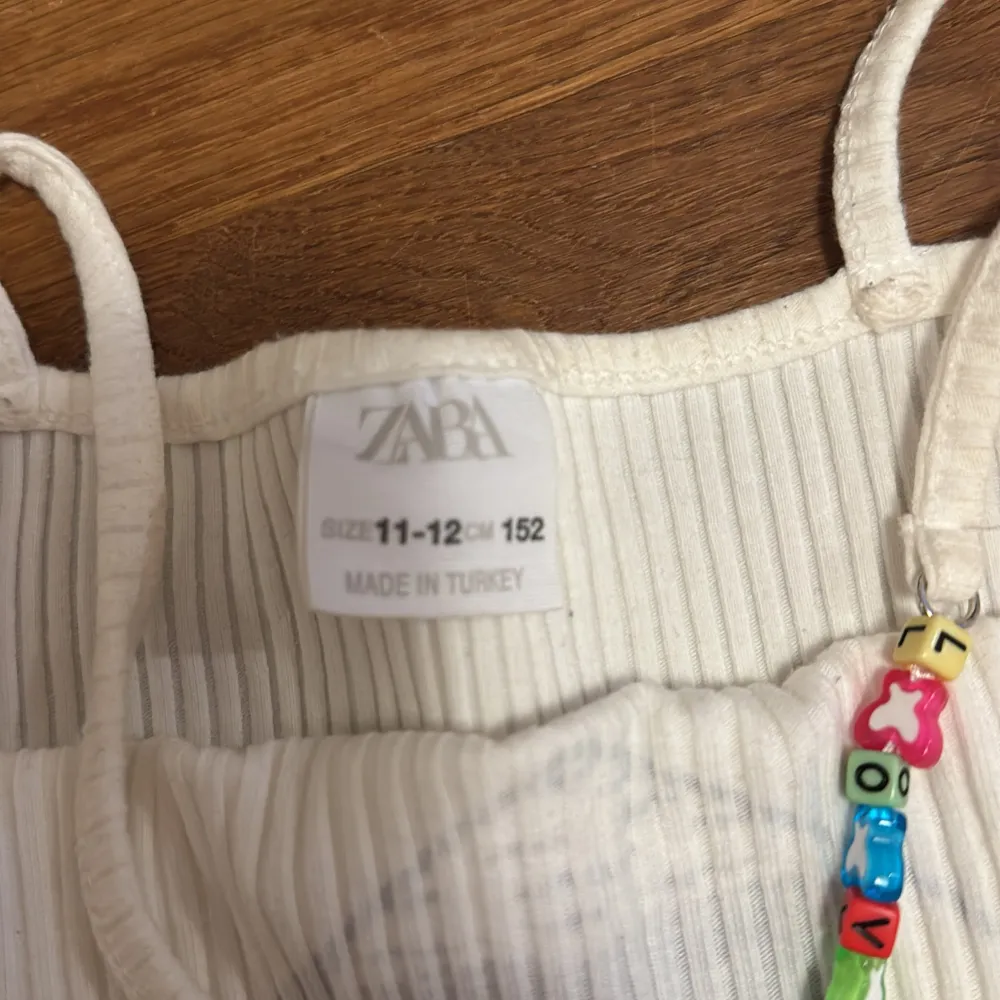 ZARA
SIZE 11-12 CM 152
MADE IN TURKEY
L L
O O
V